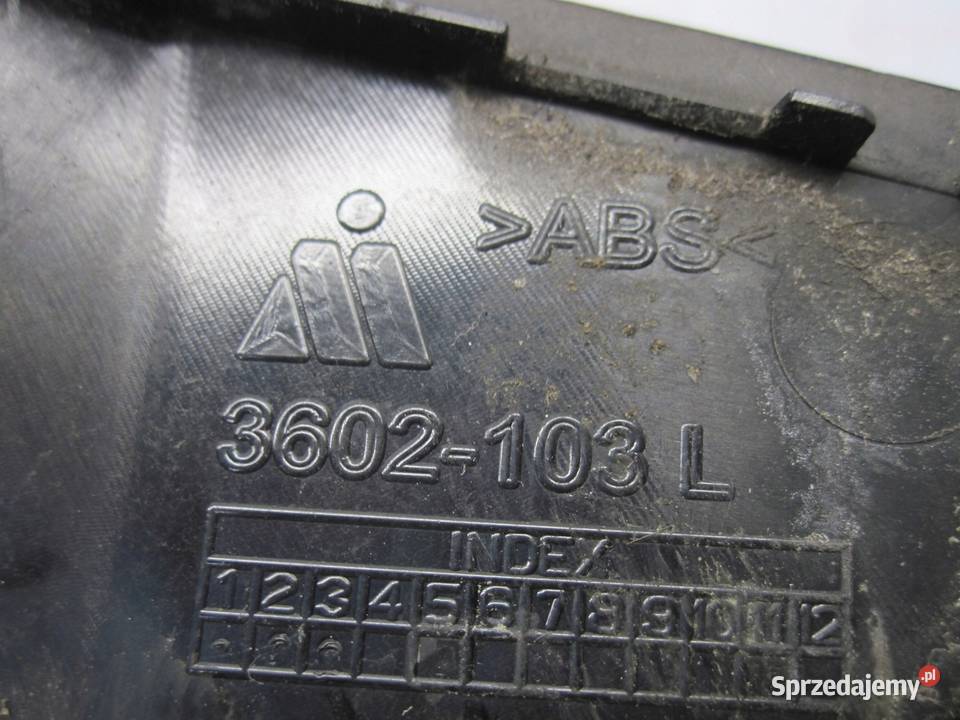 >ABS<
3602-103 L
INDEX
1 2 3 4 5 6 7 8 9 10 11 12
Sprzedajemy.pl